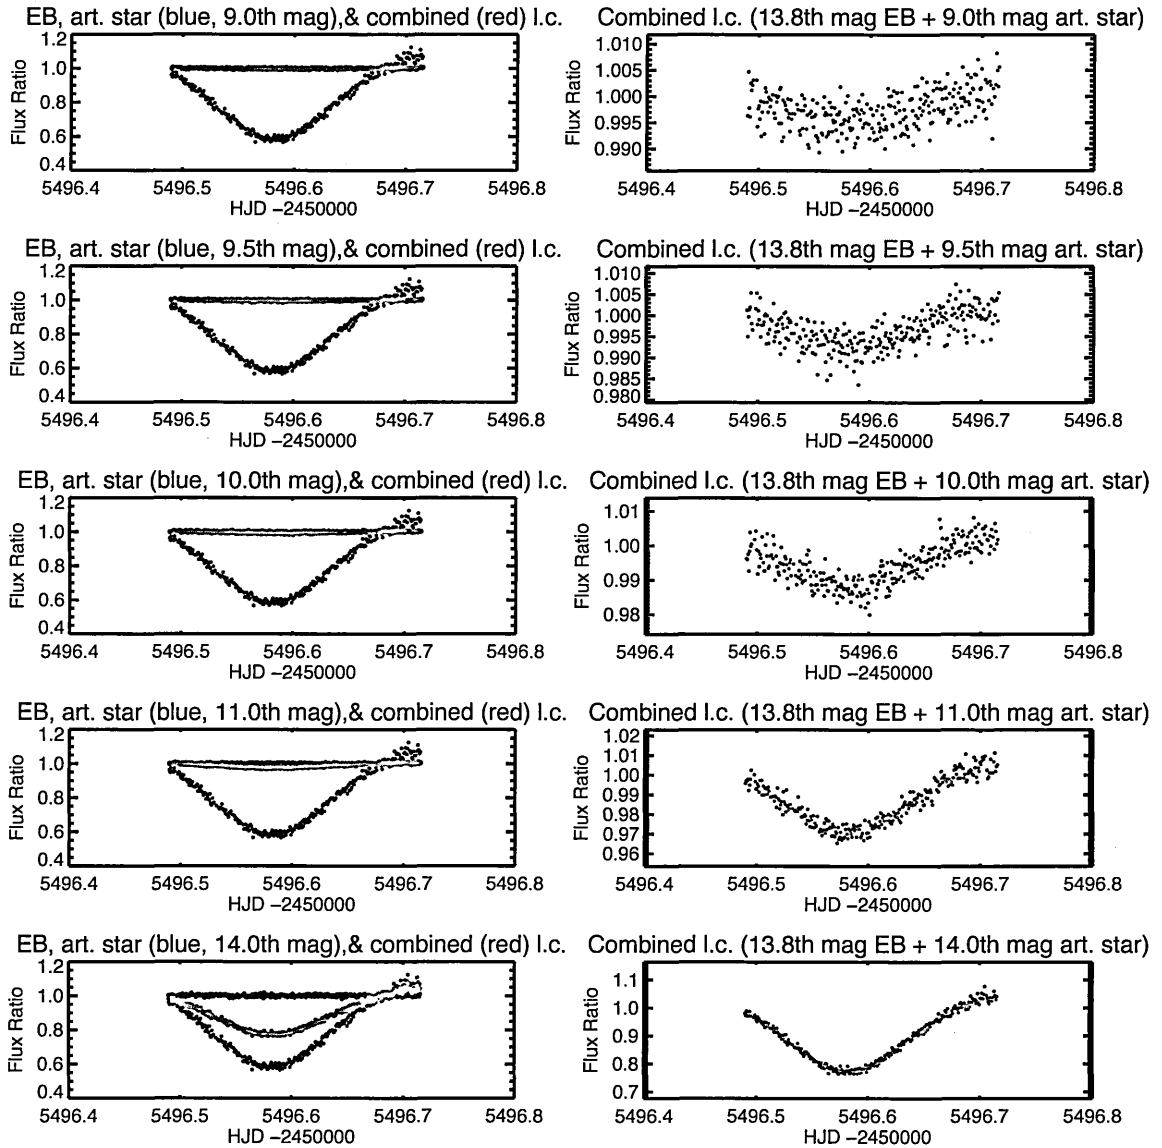 EB, art. star (blue, 9.0th mag),& combined (red) l.c.
Flux Ratio
1.2
1.0
0.8
0.6
0.4
5496.4 5496.5 5496.6 5496.7 5496.8
HJD −2450000
Combined l.c. (13.8th mag EB + 9.0th mag art. star)
Flux Ratio
1.010
1.005
1.000
0.995
0.990
5496.4 5496.5 5496.6 5496.7 5496.8
HJD −2450000
EB, art. star (blue, 9.5th mag),& combined (red) l.c.
Flux Ratio
1.2
1.0
0.8
0.6
0.4
5496.4 5496.5 5496.6 5496.7 5496.8
HJD −2450000
Combined l.c. (13.8th mag EB + 9.5th mag art. star)
Flux Ratio
1.010
1.005
1.000
0.995
0.990
0.985
0.980
5496.4 5496.5 5496.6 5496.7 5496.8
HJD −2450000
EB, art. star (blue, 10.0th mag),& combined (red) l.c.
Flux Ratio
1.2
1.0
0.8
0.6
0.4
5496.4 5496.5 5496.6 5496.7 5496.8
HJD −2450000
Combined l.c. (13.8th mag EB + 10.0th mag art. star)
Flux Ratio
1.01
1.00
0.99
0.98
5496.4 5496.5 5496.6 5496.7 5496.8
HJD −2450000
EB, art. star (blue, 11.0th mag),& combined (red) l.c.
Flux Ratio
1.2
1.0
0.8
0.6
0.4
5496.4 5496.5 5496.6 5496.7 5496.8
HJD −2450000
Combined l.c. (13.8th mag EB + 11.0th mag art. star)
Flux Ratio
1.02
1.01
1.00
0.99
0.98
0.97
0.96
5496.4 5496.5 5496.6 5496.7 5496.8
HJD −2450000
EB, art. star (blue, 14.0th mag),& combined (red) l.c.
Flux Ratio
1.2
1.0
0.8
0.6
0.4
5496.4 5496.5 5496.6 5496.7 5496.8
HJD −2450000
Combined l.c. (13.8th mag EB + 14.0th mag art. star)
Flux Ratio
1.1
1.0
0.9
0.8
0.7
5496.4 5496.5 5496.6 5496.7 5496.8
HJD −2450000